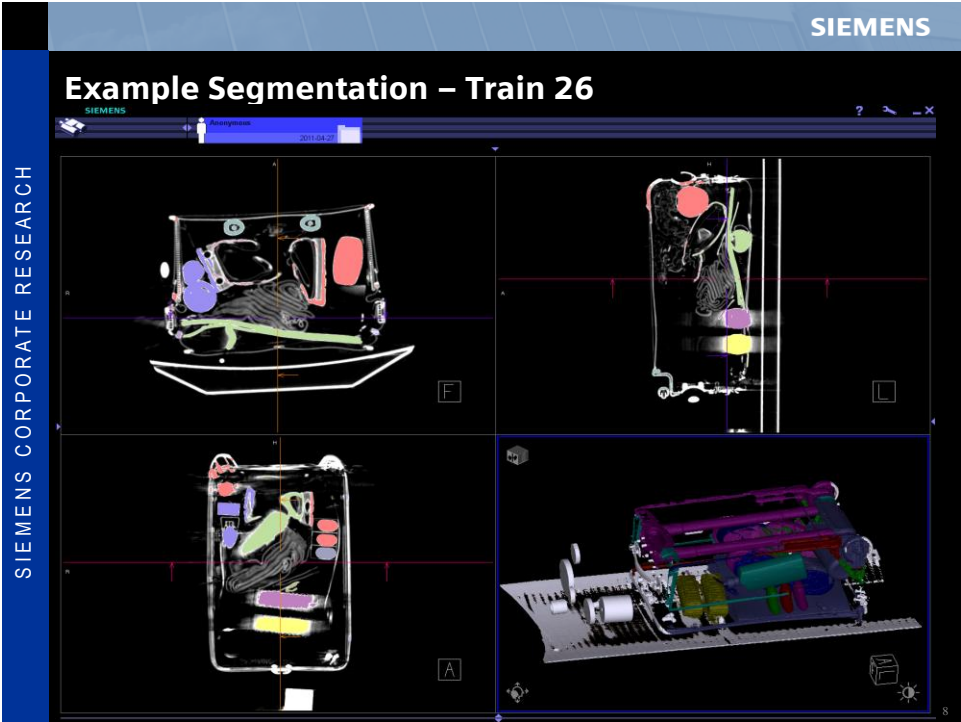 SIEMENS
Example Segmentation – Train 26
SIEMENS
Anonymous
2011-04-27
?
SIEMENS CORPORATE RESEARCH
A
H
R
A
F
L
H
R
A
8